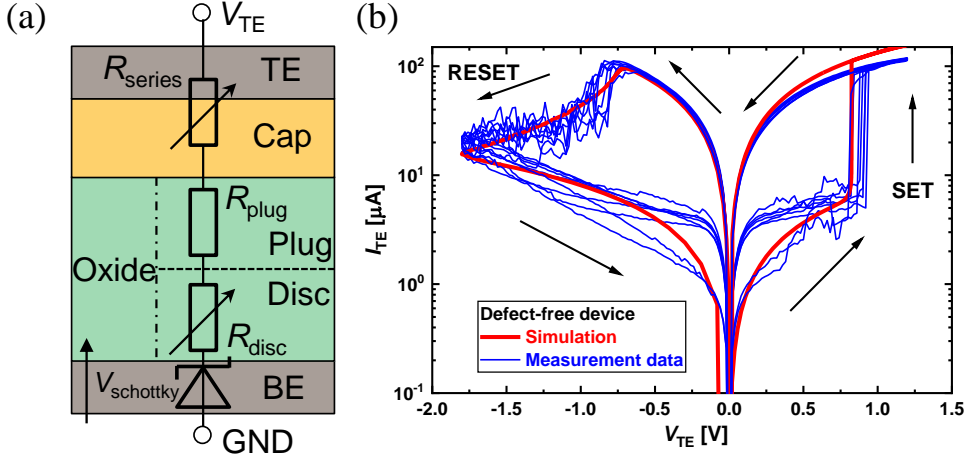 (a)
V_TE
R_series
TE
Cap
R_plug
Plug
Oxide
Disc
R_disc
V_schottky
BE
GND
(b)
RESET
SET
I_TE [µA]
10^2
10^1
10^0
10^-1
Defect-free device
Simulation
Measurement data
-2.0 -1.5 -1.0 -0.5 0.0 0.5 1.0 1.5
V_TE [V]